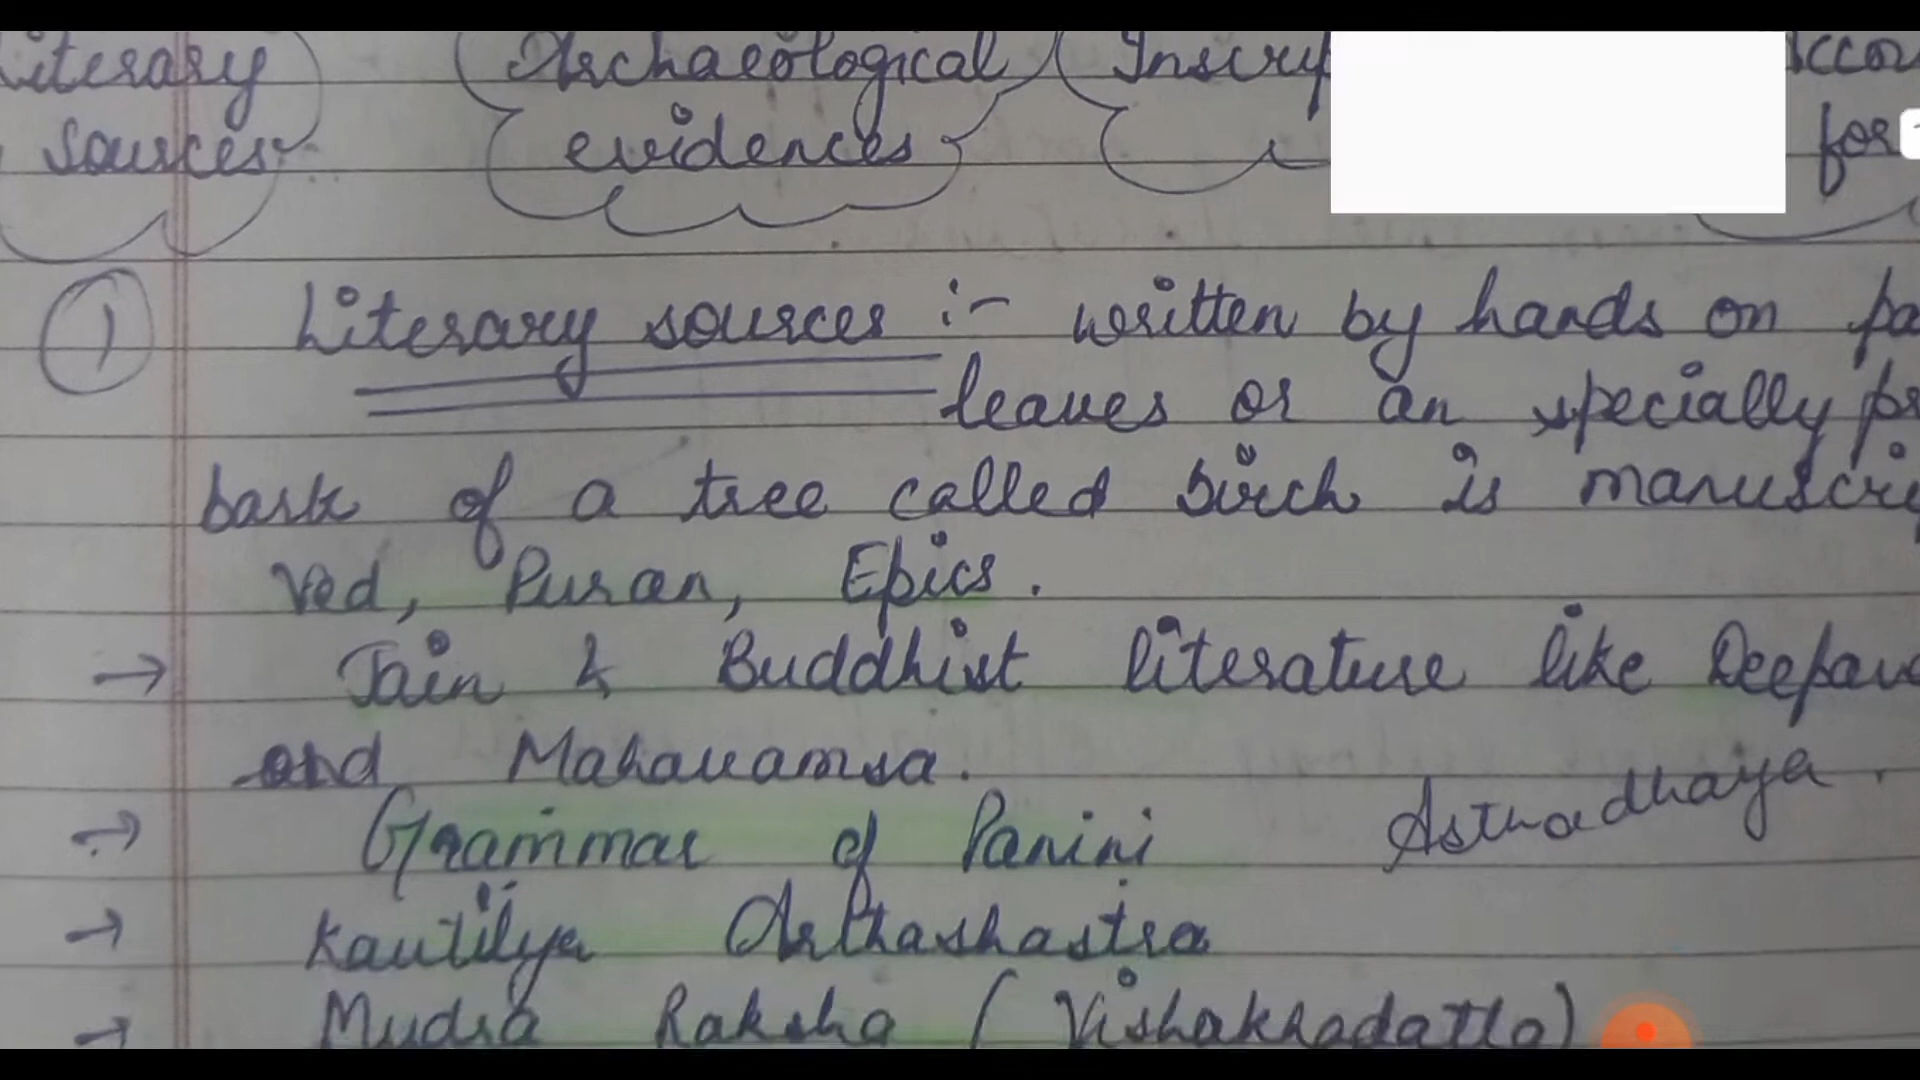 Literary Archaeological
sources evidences for
① Literary sources :- written by hands on
leaves or an specially
bark of a tree called birch is
Ved, Puran, Epics.
→ Jain & Buddhist literature like
and Mahavamsa.
→ Grammar of Panini Asthadhaya.
→ Kautilya Arthashastra
→ Mudra Raksha (Vishakhadatta)